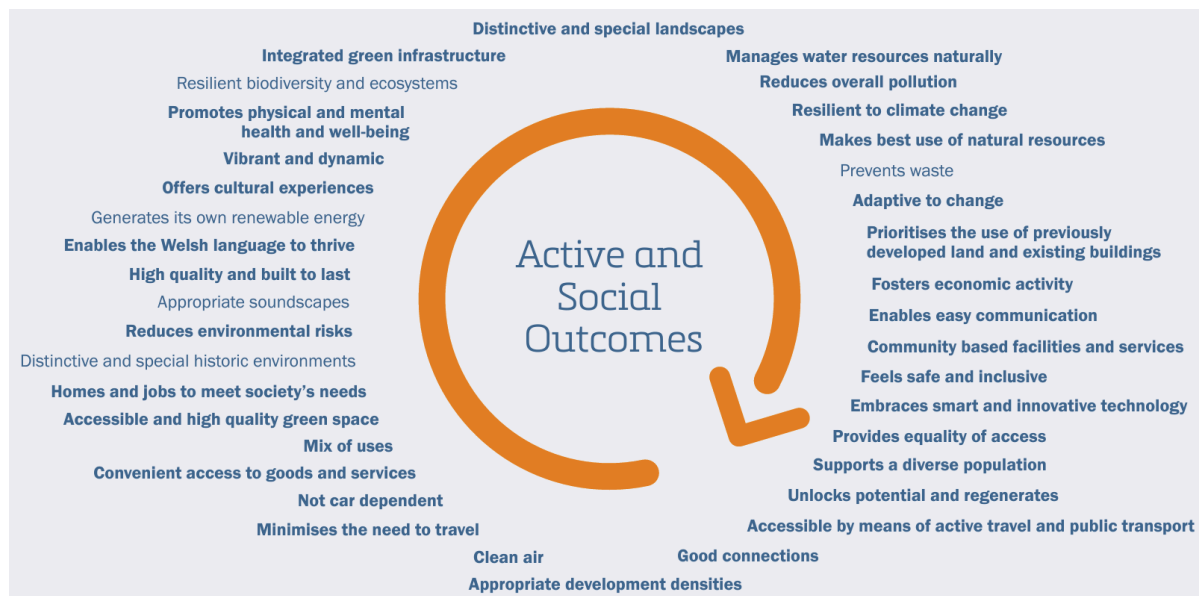 Distinctive and special landscapes
Integrated green infrastructure
Resilient biodiversity and ecosystems
Promotes physical and mental
health and well-being
Vibrant and dynamic
Offers cultural experiences
Generates its own renewable energy
Enables the Welsh language to thrive
High quality and built to last
Appropriate soundscapes
Reduces environmental risks
Distinctive and special historic environments
Homes and jobs to meet society's needs
Accessible and high quality green space
Mix of uses
Convenient access to goods and services
Not car dependent
Minimises the need to travel
Clean air
Appropriate development densities
Active and
Social
Outcomes
Manages water resources naturally
Reduces overall pollution
Resilient to climate change
Makes best use of natural resources
Prevents waste
Adaptive to change
Prioritises the use of previously
developed land and existing buildings
Fosters economic activity
Enables easy communication
Community based facilities and services
Feels safe and inclusive
Embraces smart and innovative technology
Provides equality of access
Supports a diverse population
Unlocks potential and regenerates
Accessible by means of active travel and public transport
Good connections